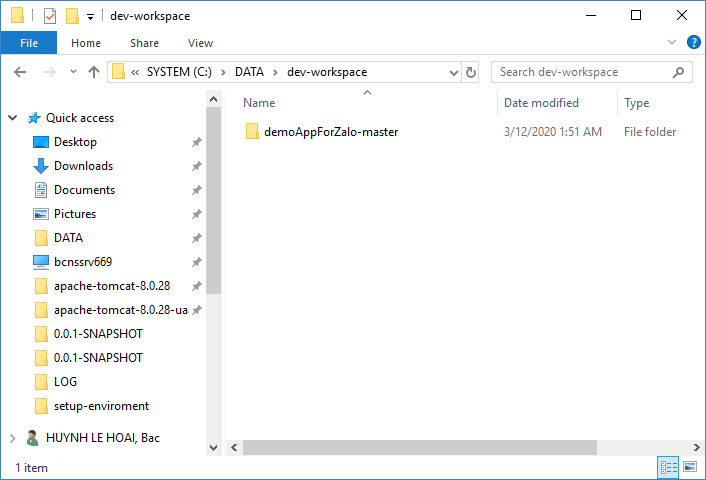 dev-workspace
File Home Share View
SYSTEM (C:) DATA dev-workspace Search dev-workspace
Name Date modified Type
Quick access
Desktop
Downloads
Documents
Pictures
DATA
bcnssrv669
apache-tomcat-8.0.28
apache-tomcat-8.0.28-ua
0.0.1-SNAPSHOT
0.0.1-SNAPSHOT
LOG
setup-enviroment
HUYNH LE HOAI, Bac
demoAppForZalo-master 3/12/2020 1:51 AM File folder
1 item